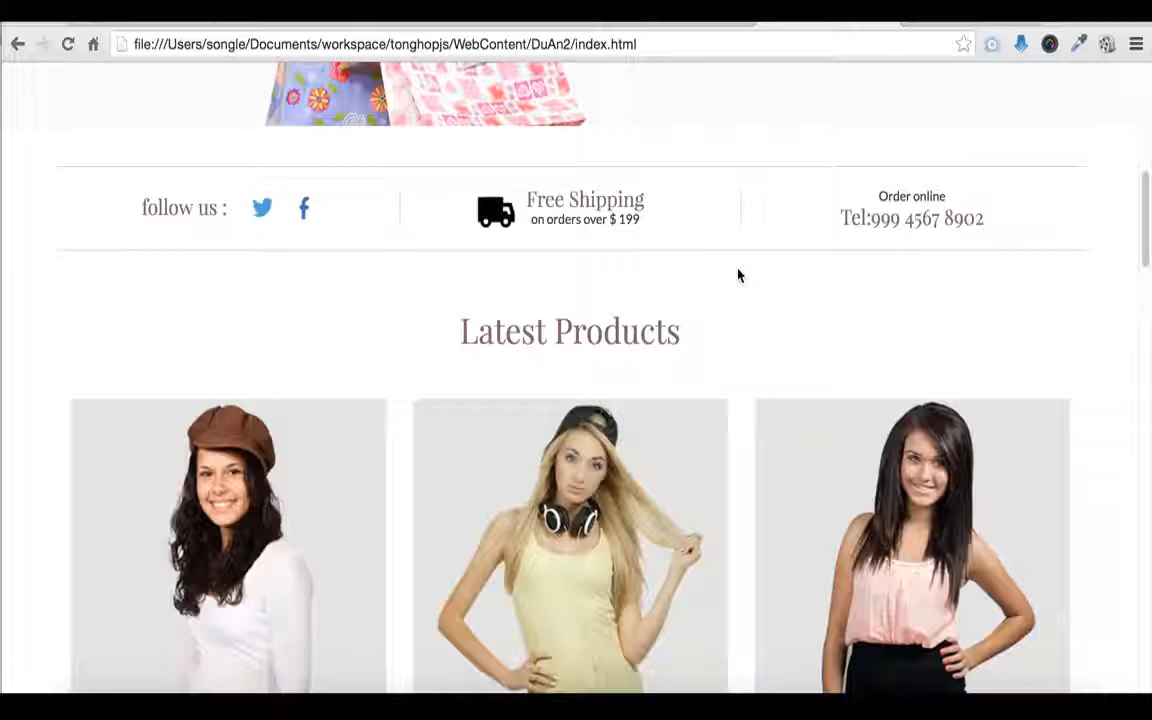 file:///Users/songle/Documents/workspace/tonghopjs/WebContent/DuAn2/index.html
follow us :
Free Shipping
on orders over $ 199
Order online
Tel:999 4567 8902
Latest Products